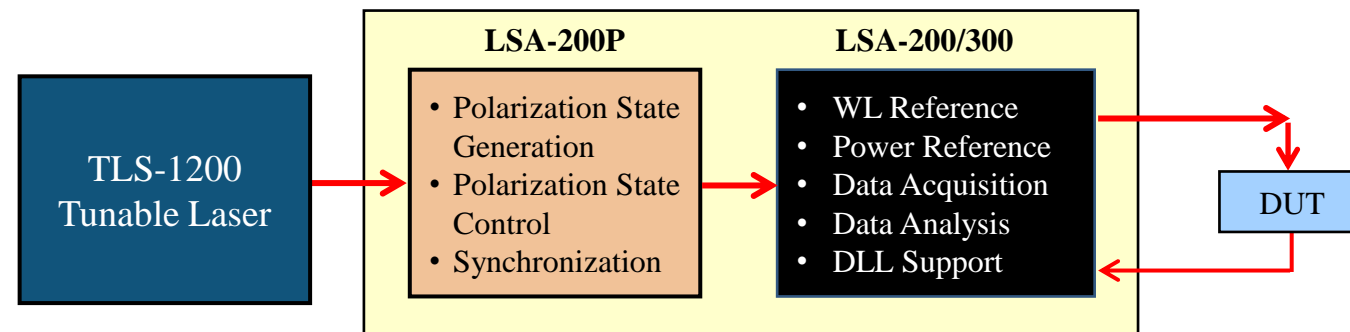 LSA-200P
LSA-200/300
TLS-1200
Tunable Laser
• Polarization State
Generation
• Polarization State
Control
• Synchronization
• WL Reference
• Power Reference
• Data Acquisition
• Data Analysis
• DLL Support
DUT